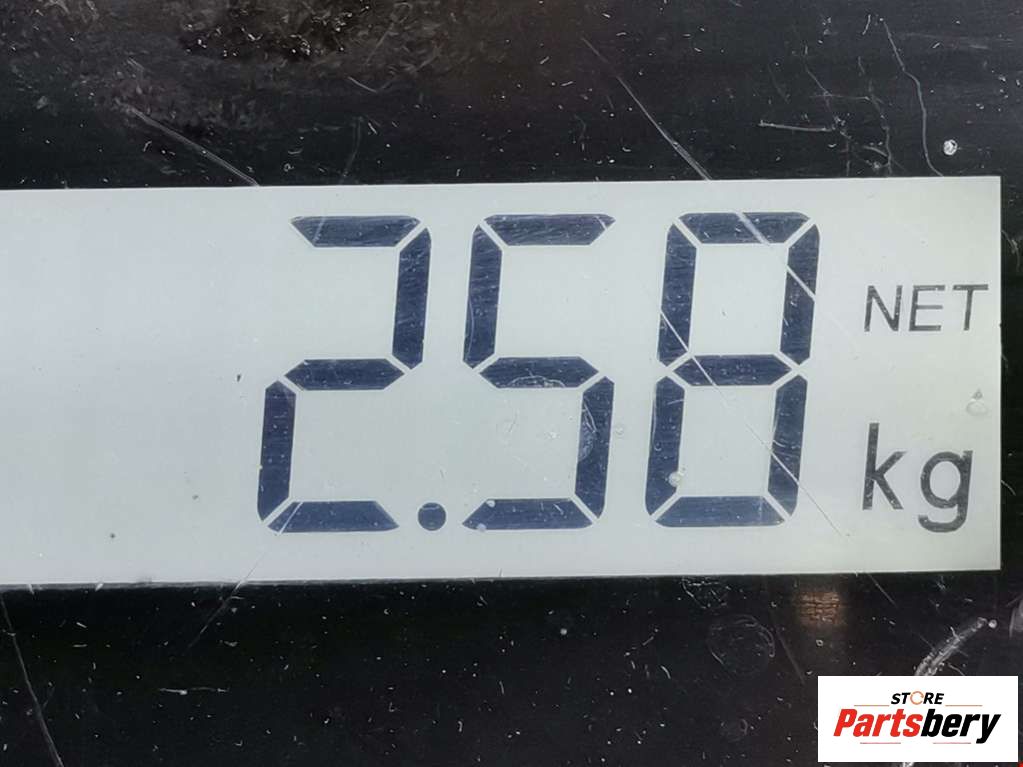 2.58
NET
kg
STORE
Partsbery